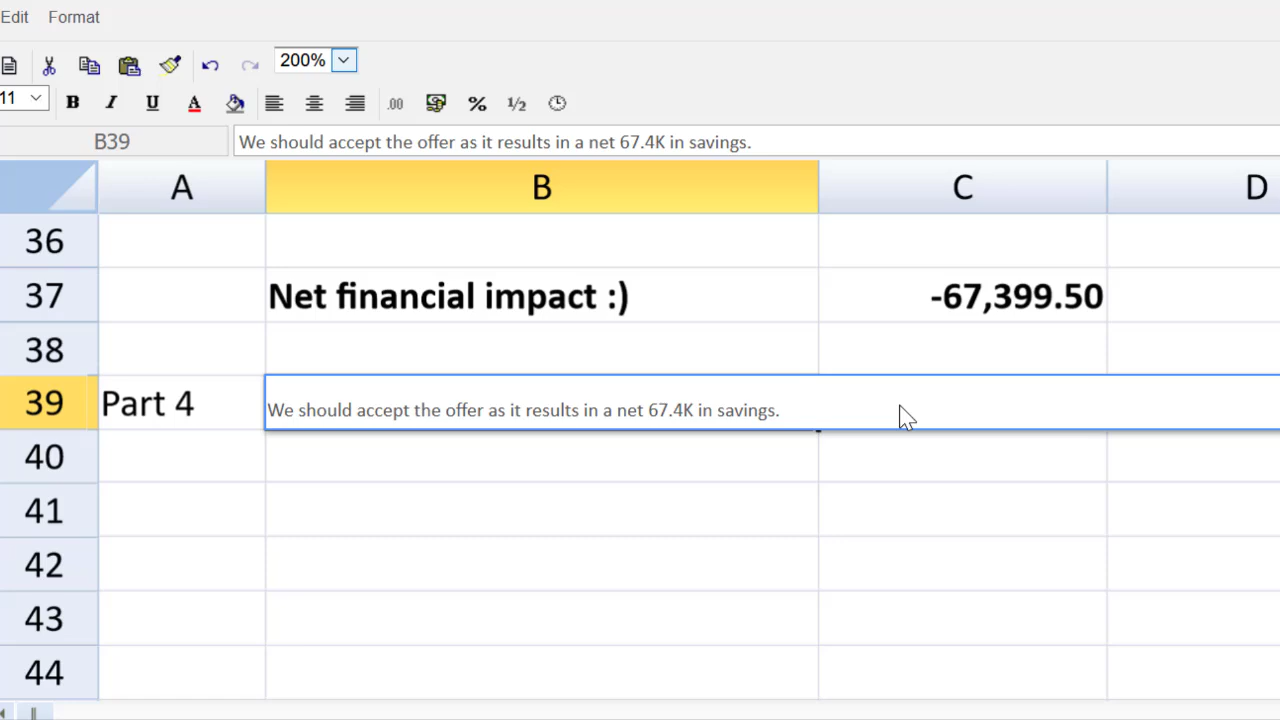 Edit Format
200%
11 B I U A .00 % ½
B39 We should accept the offer as it results in a net 67.4K in savings.
A B C D
36
37 Net financial impact :) -67,399.50
38
39 Part 4 We should accept the offer as it results in a net 67.4K in savings.
40
41
42
43
44